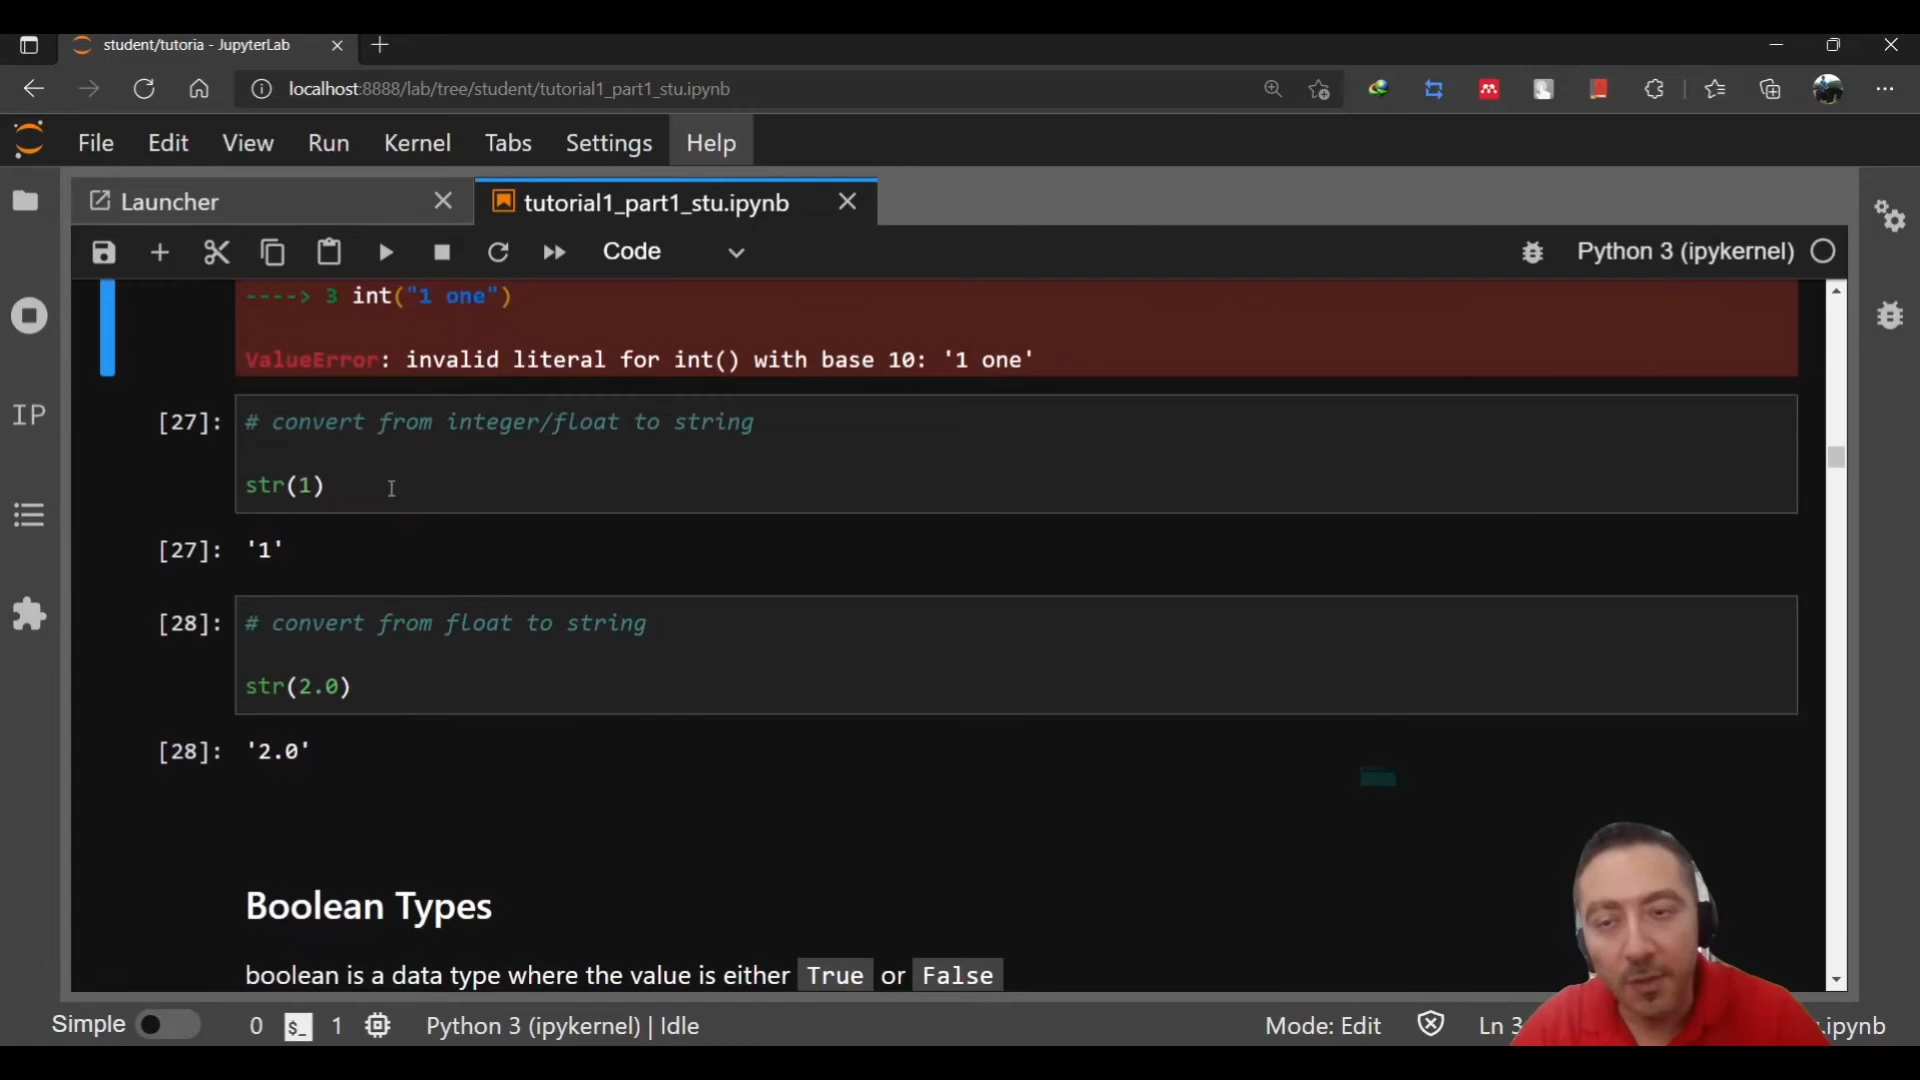 student/tutoria - JupyterLab
localhost:8888/lab/tree/student/tutorial1_part1_stu.ipynb
File Edit View Run Kernel Tabs Settings Help
Launcher tutorial1_part1_stu.ipynb
Code Python 3 (ipykernel)
----> 3 int("1 one")
ValueError: invalid literal for int() with base 10: '1 one'
[27]: # convert from integer/float to string
str(1)
[27]: '1'
[28]: # convert from float to string
str(2.0)
[28]: '2.0'
IP
Boolean Types
boolean is a data type where the value is either True or False
Simple 0 $_ 1 Python 3 (ipykernel) | Idle Mode: Edit Ln 3 .ipynb